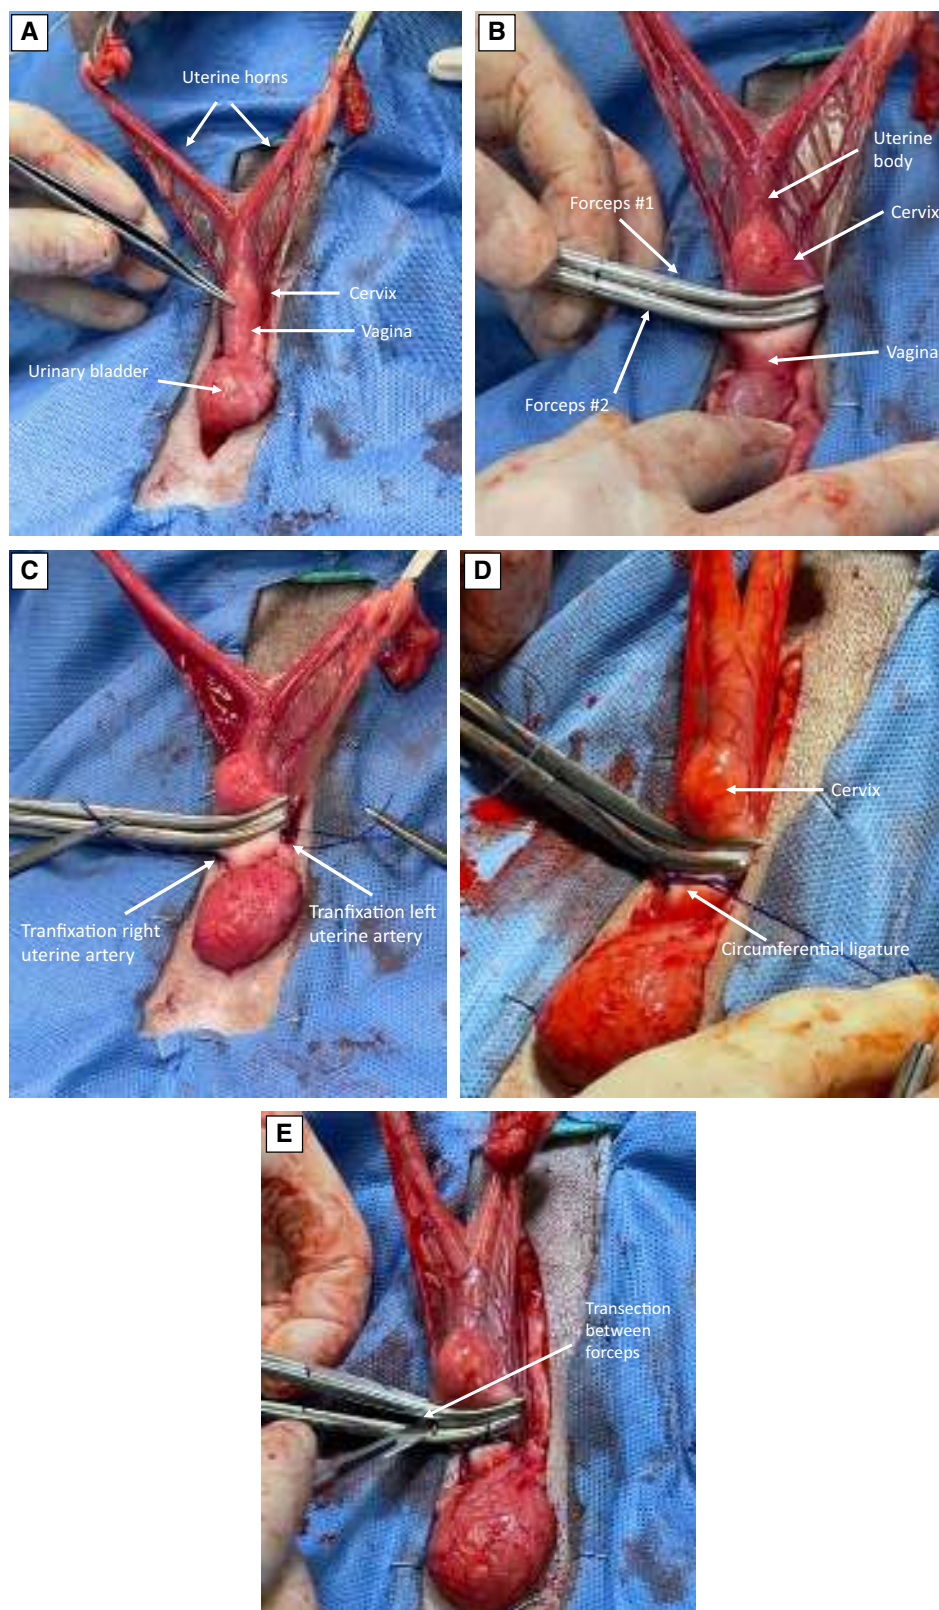 A
Uterine horns
Cervix
Vagina
Urinary bladder
B
Uterine
body
Forceps #1
Cervix
Vagina
Forceps #2
C
Tranfixation right
uterine artery
Tranfixation left
uterine artery
D
Cervix
Circumferential ligature
E
Transection
between
forceps